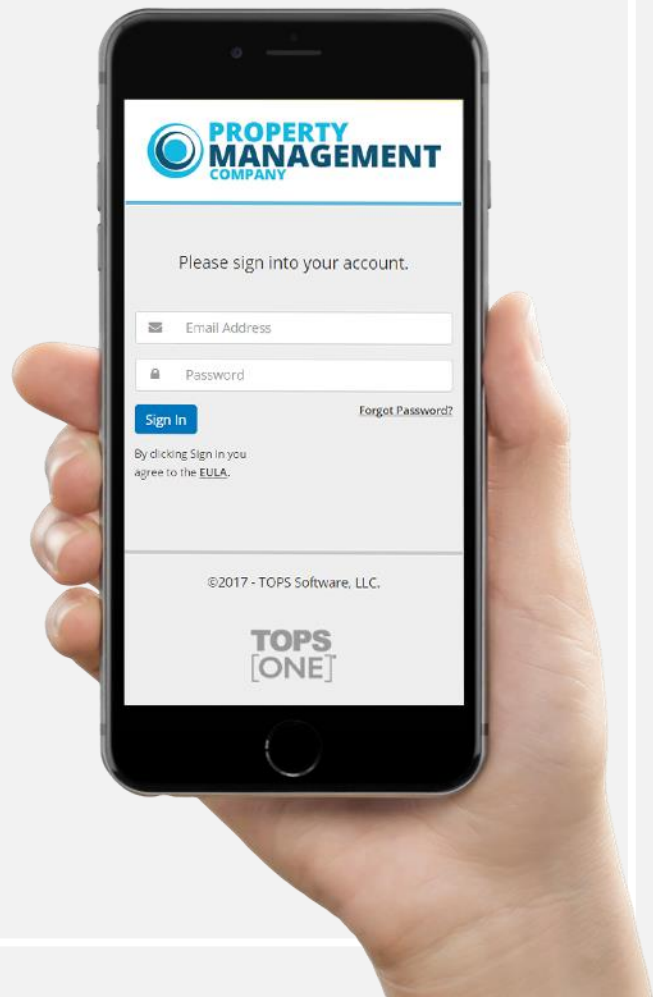 PROPERTY
MANAGEMENT
COMPANY
Please sign into your account.
Email Address
Password
Sign In
Forgot Password?
By clicking Sign In you
agree to the EULA.
©2017 - TOPS Software, LLC.
TOPS
[ONE]